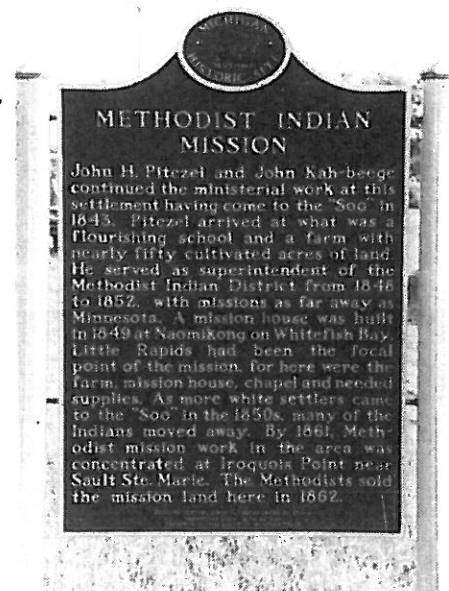 MICHIGAN
HISTORIC SITE
METHODIST INDIAN
MISSION
John H. Pitezel and John Kah-beege
continued the ministerial work at this
settlement having come to the "Soo" in
1843. Pitezel arrived at what was a
flourishing school and a farm with
nearly fifty cultivated acres of land.
He served as superintendent of the
Methodist Indian District from 1848
to 1852, with missions as far away as
Minnesota. A mission house was built
in 1849 at Naomikong on Whitefish Bay.
Little Rapids had been the focal
point of the mission, for here were the
farm, mission house, chapel and needed
supplies. As more white settlers came
to the "Soo" in the 1850s, many of the
Indians moved away. By 1861, Meth-
odist mission work in the area was
concentrated at Iroquois Point near
Sault Ste. Marie. The Methodists sold
the mission land here in 1862.